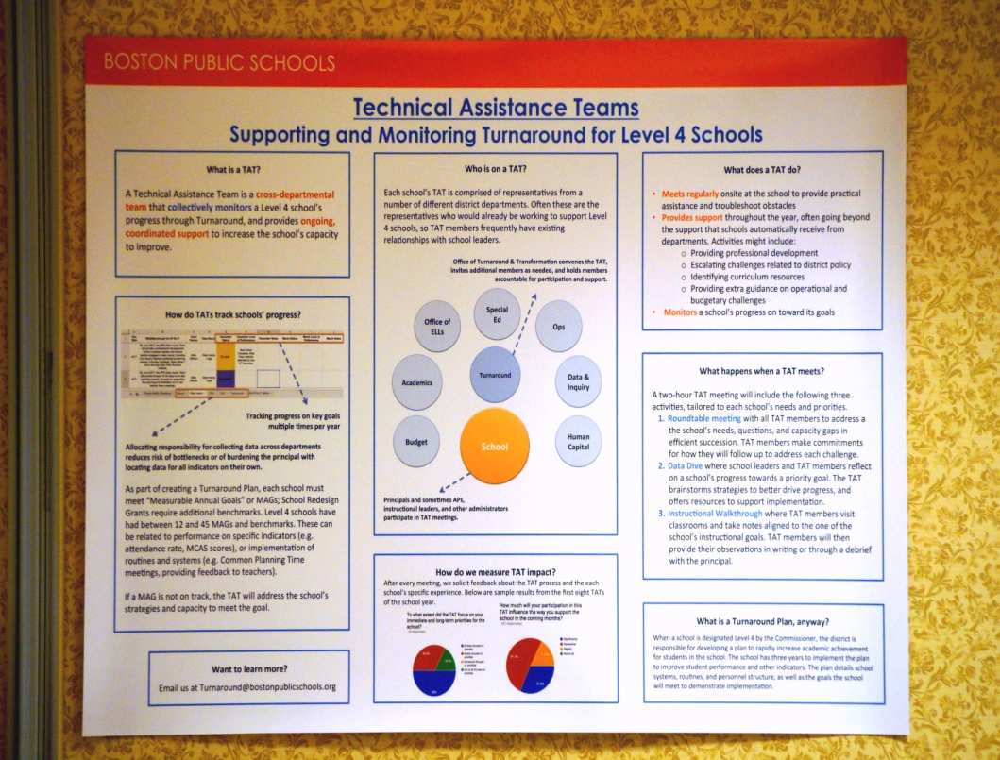 BOSTON PUBLIC SCHOOLS
Technical Assistance Teams
Supporting and Monitoring Turnaround for Level 4 Schools
What is a TAT?
A Technical Assistance Team is a cross-departmental
team that collectively monitors a Level 4 school's
progress through Turnaround, and provides ongoing,
coordinated support to increase the school's capacity
to improve.
How do TATs track schools' progress?
Tracking progress on key goals
multiple times per year
Allocating responsibility for collecting data across departments
reduces risk of bottlenecks or of burdening the principal with
locating data for all indicators on their own.
As part of creating a Turnaround Plan, each school must
meet "Measurable Annual Goals" or MAGs; School Redesign
Grants require additional benchmarks. Level 4 schools have
had between 12 and 45 MAGs and benchmarks. These can
be related to performance on specific indicators (e.g.
attendance rate, MCAS scores), or implementation of
routines and systems (e.g. Common Planning Time
meetings, providing feedback to teachers).
If a MAG is not on track, the TAT will address the school's
strategies and capacity to meet the goal.
Want to learn more?
Email us at Turnaround@bostonpublicschools.org
Who is on a TAT?
Each school's TAT is comprised of representatives from a
number of different district departments. Often these are the
representatives who would already be working to support Level
4 schools, so TAT members frequently have existing
relationships with school leaders.
Office of Turnaround & Transformation convenes the TAT,
invites additional members as needed, and holds members
accountable for participation and support.
Special
Ed
Office of
ELLs
Ops
Academics
Turnaround
Data &
Inquiry
Budget
School
Human
Capital
Principals and sometimes APs,
instructional leaders, and other administrators
participate in TAT meetings.
How do we measure TAT impact?
After every meeting, we solicit feedback about the TAT process and the each
school's specific experience. Below are sample results from the first eight TATs
of the school year.
To what extent did the TAT focus on your
immediate and long-term priorities for the
school?
How much will your participation in this
TAT influence the way you support the
school in the coming months?
What does a TAT do?
• Meets regularly onsite at the school to provide practical
assistance and troubleshoot obstacles
• Provides support throughout the year, often going beyond
the support that schools automatically receive from
departments. Activities might include:
o Providing professional development
o Escalating challenges related to district policy
o Identifying curriculum resources
o Providing extra guidance on operational and
budgetary challenges
• Monitors a school's progress on toward its goals
What happens when a TAT meets?
A two-hour TAT meeting will include the following three
activities, tailored to each school's needs and priorities.
1. Roundtable meeting with all TAT members to address a
the school's needs, questions, and capacity gaps in
efficient succession. TAT members make commitments
for how they will follow up to address each challenge.
2. Data Dive where school leaders and TAT members reflect
on a school's progress towards a priority goal. The TAT
brainstorms strategies to better drive progress, and
offers resources to support implementation.
3. Instructional Walkthrough where TAT members visit
classrooms and take notes aligned to the one of the
school's instructional goals. TAT members will then
provide their observations in writing or through a debrief
with the principal.
What is a Turnaround Plan, anyway?
When a school is designated Level 4 by the Commissioner, the district is
responsible for developing a plan to rapidly increase academic achievement
for students in the school. The school has three years to implement the plan
to improve student performance and other indicators. The plan details school
systems, routines, and personnel structure, as well as the goals the school
will meet to demonstrate implementation.